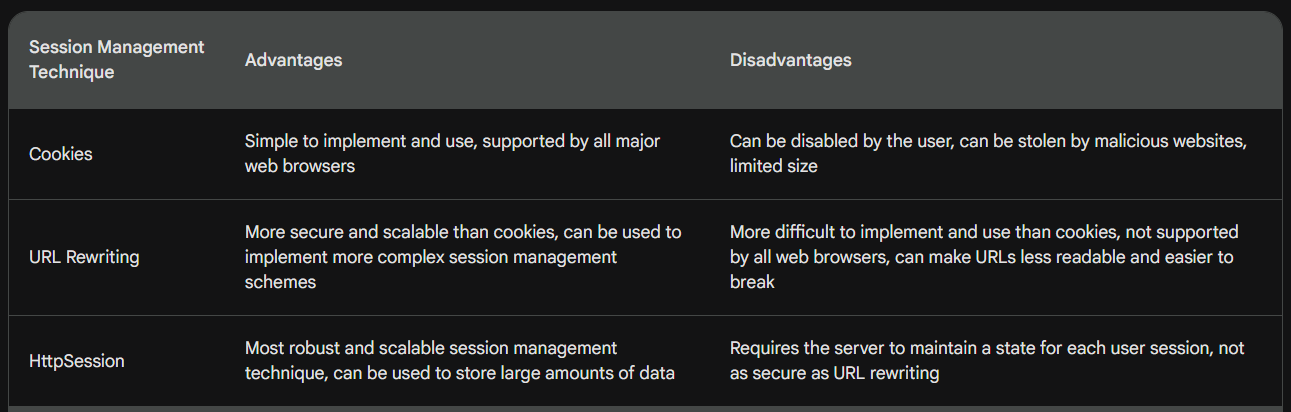 Session Management
Technique
Advantages
Disadvantages
Cookies
Simple to implement and use, supported by all major
web browsers
Can be disabled by the user, can be stolen by malicious websites,
limited size
URL Rewriting
More secure and scalable than cookies, can be used to
implement more complex session management
schemes
More difficult to implement and use than cookies, not supported
by all web browsers, can make URLs less readable and easier to
break
HttpSession
Most robust and scalable session management
technique, can be used to store large amounts of data
Requires the server to maintain a state for each user session, not
as secure as URL rewriting